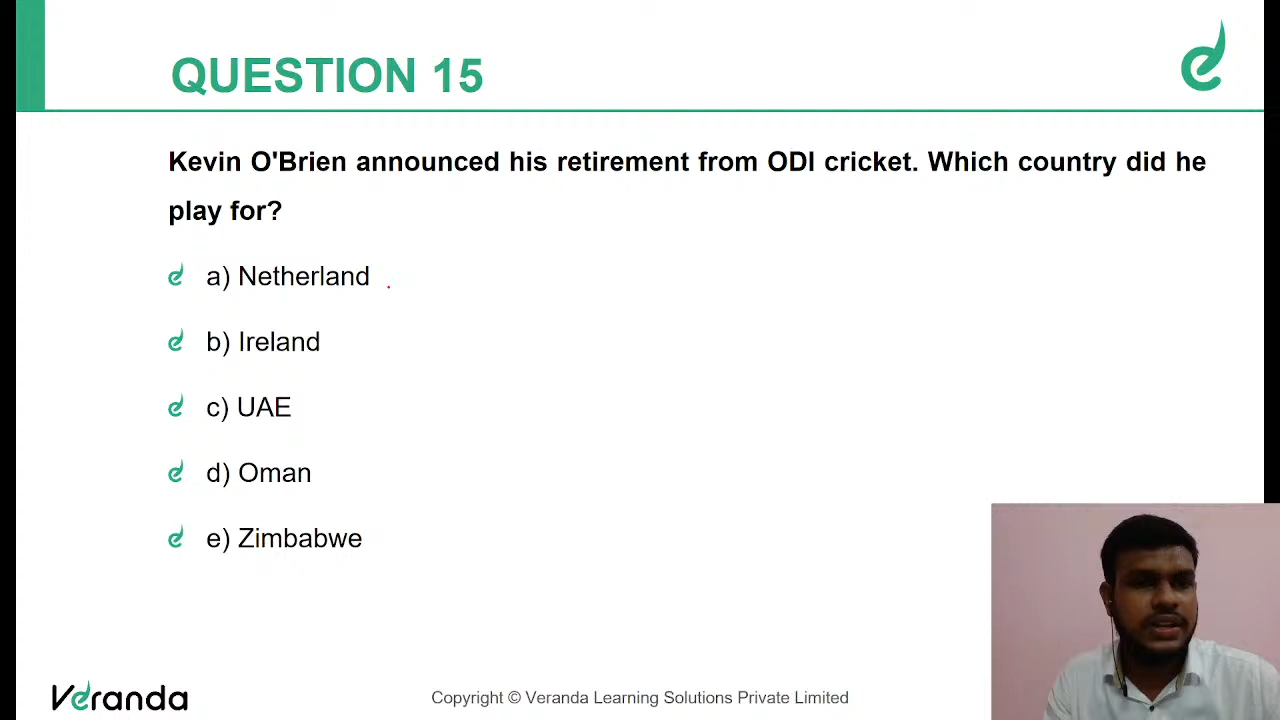 QUESTION 15
Kevin O'Brien announced his retirement from ODI cricket. Which country did he
play for?
a) Netherland
b) Ireland
c) UAE
d) Oman
e) Zimbabwe
Veranda
Copyright © Veranda Learning Solutions Private Limited